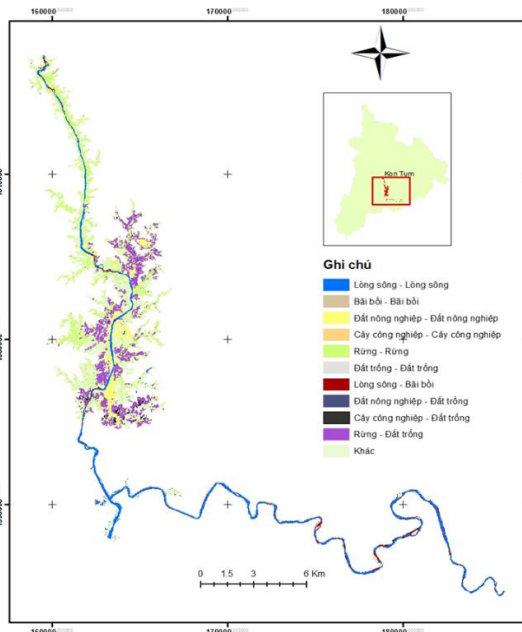 160000
170000
180000
Kon Tum
Ghi chú
Lòng sông - Lòng sông
Bãi bồi - Bãi bồi
Đất nông nghiệp - Đất nông nghiệp
Cây công nghiệp - Cây công nghiệp
Rừng - Rừng
Đất trống - Đất trống
Lòng sông - Bãi bồi
Đất nông nghiệp - Đất trống
Cây công nghiệp - Đất trống
Rừng - Đất trống
Khác
0 1.5 3 6 Km
160000
170000
180000